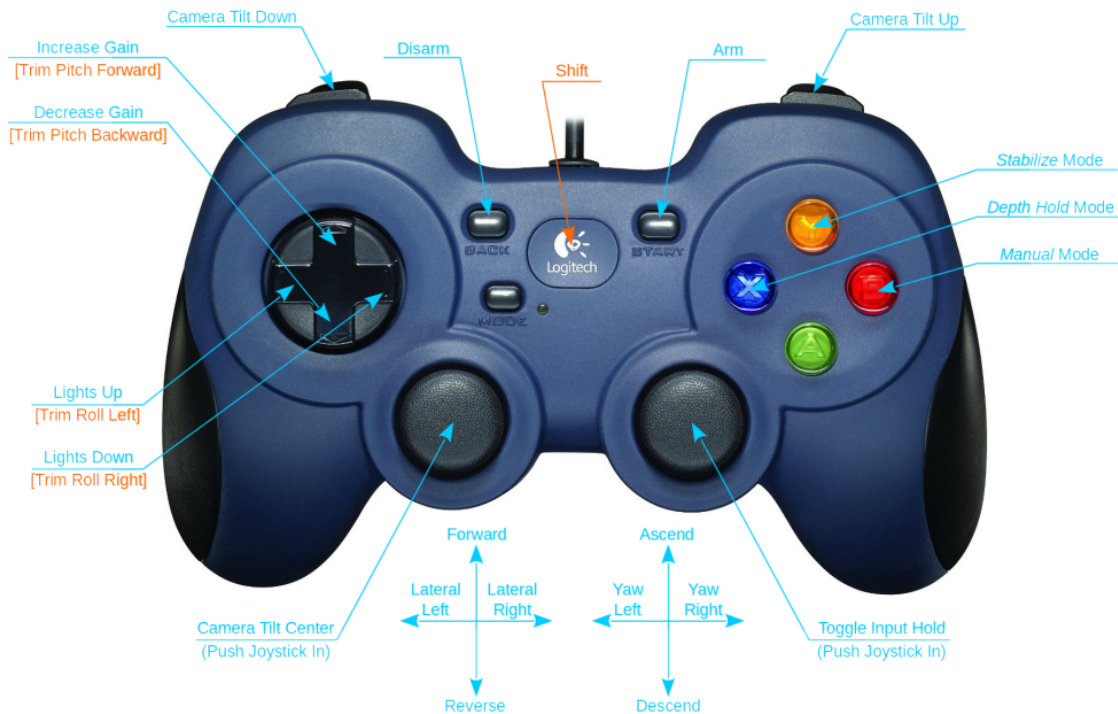 Camera Tilt Down
Camera Tilt Up
Increase Gain
[Trim Pitch Forward]
Disarm
Shift
Arm
Decrease Gain
[Trim Pitch Backward]
Stabilize Mode
Depth Hold Mode
Manual Mode
Y
BACK
Logitech
START
X
B
MODE
A
Lights Up
[Trim Roll Left]
Lights Down
[Trim Roll Right]
Forward
Lateral Left
Lateral Right
Reverse
Ascend
Yaw Left
Yaw Right
Descend
Camera Tilt Center
(Push Joystick In)
Toggle Input Hold
(Push Joystick In)